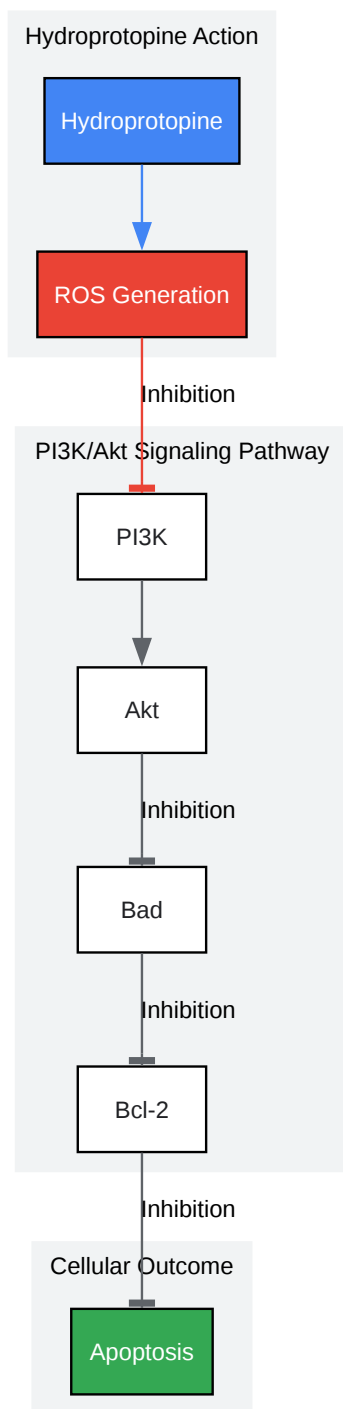 Hydroprotopine Action
Hydroprotopine
ROS Generation
Inhibition
PI3K/Akt Signaling Pathway
PI3K
Akt
Inhibition
Bad
Inhibition
Bcl-2
Inhibition
Cellular Outcome
Apoptosis